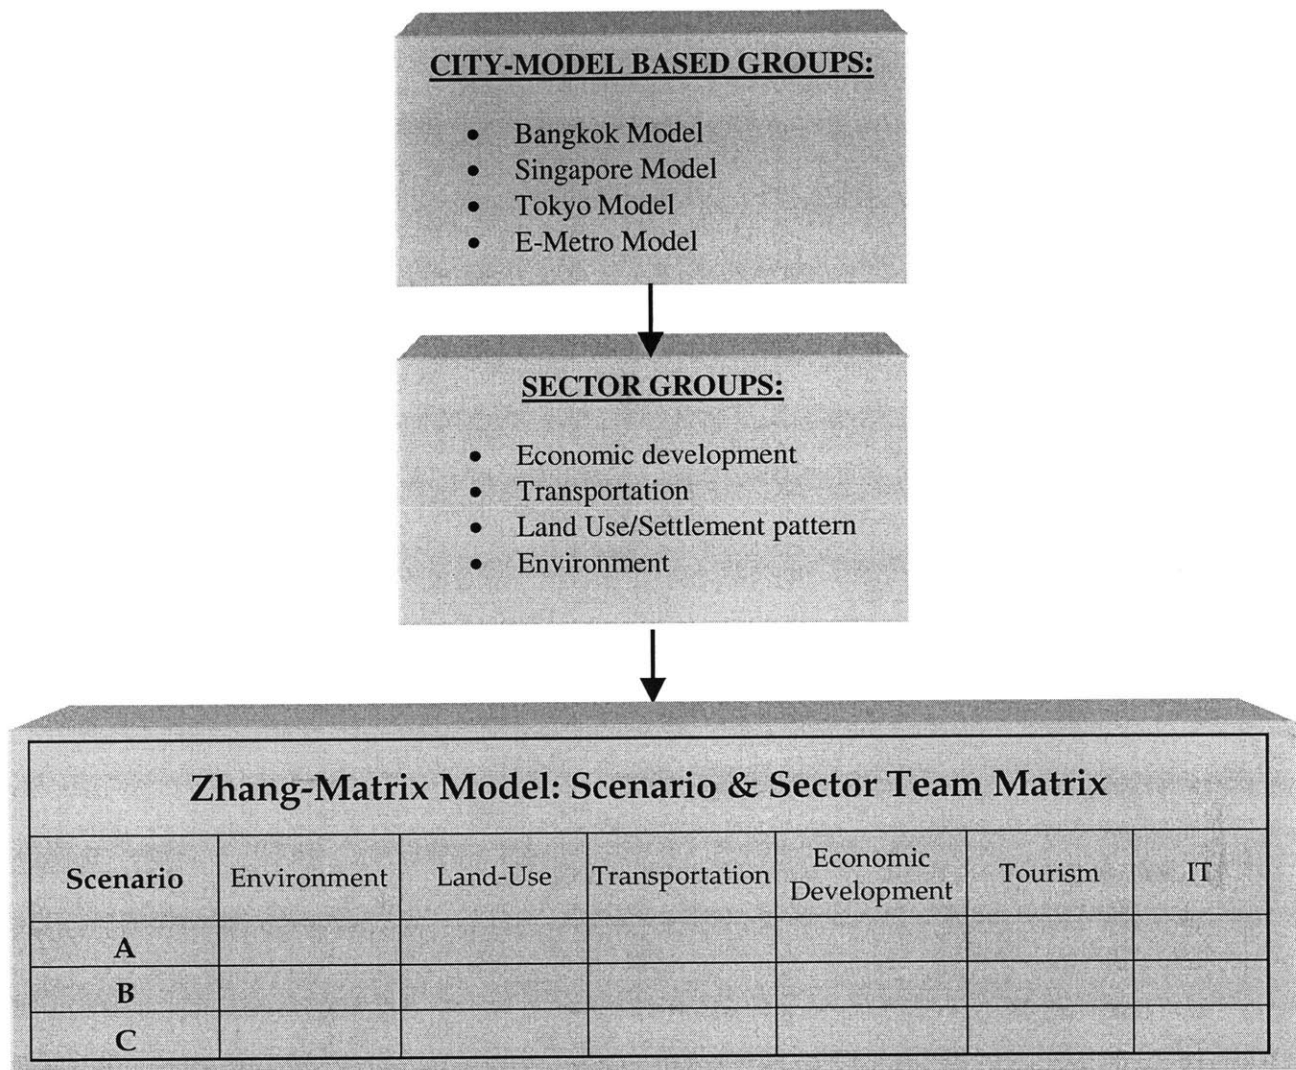 CITY-MODEL BASED GROUPS:
• Bangkok Model
• Singapore Model
• Tokyo Model
• E-Metro Model
SECTOR GROUPS:
• Economic development
• Transportation
• Land Use/Settlement pattern
• Environment
Zhang-Matrix Model: Scenario & Sector Team Matrix
Scenario Environment Land-Use Transportation Economic Development Tourism IT
A
B
C